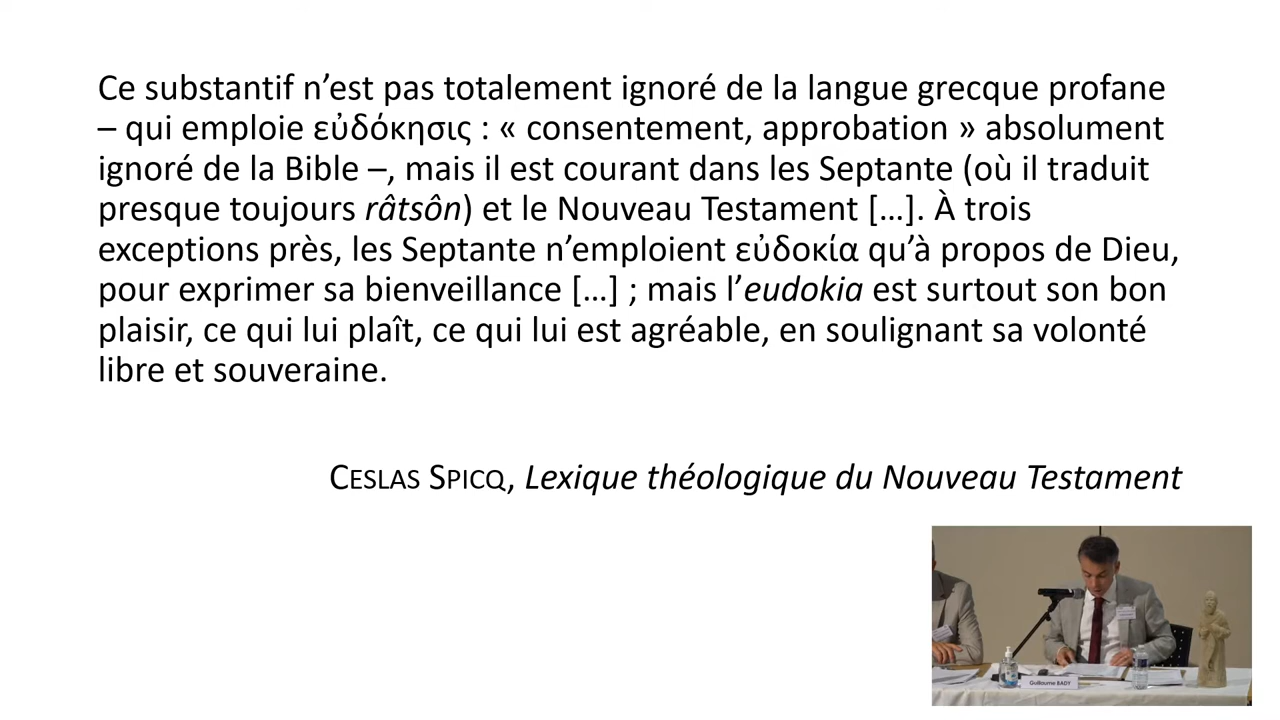 Ce substantif n’est pas totalement ignoré de la langue grecque profane
– qui emploie εὐδόκησις : « consentement, approbation » absolument
ignoré de la Bible –, mais il est courant dans les Septante (où il traduit
presque toujours râtsôn) et le Nouveau Testament […]. À trois
exceptions près, les Septante n’emploient εὐδοκία qu’à propos de Dieu,
pour exprimer sa bienveillance […] ; mais l’eudokia est surtout son bon
plaisir, ce qui lui plaît, ce qui lui est agréable, en soulignant sa volonté
libre et souveraine.
CESLAS SPICQ, Lexique théologique du Nouveau Testament
Guillaume BADY